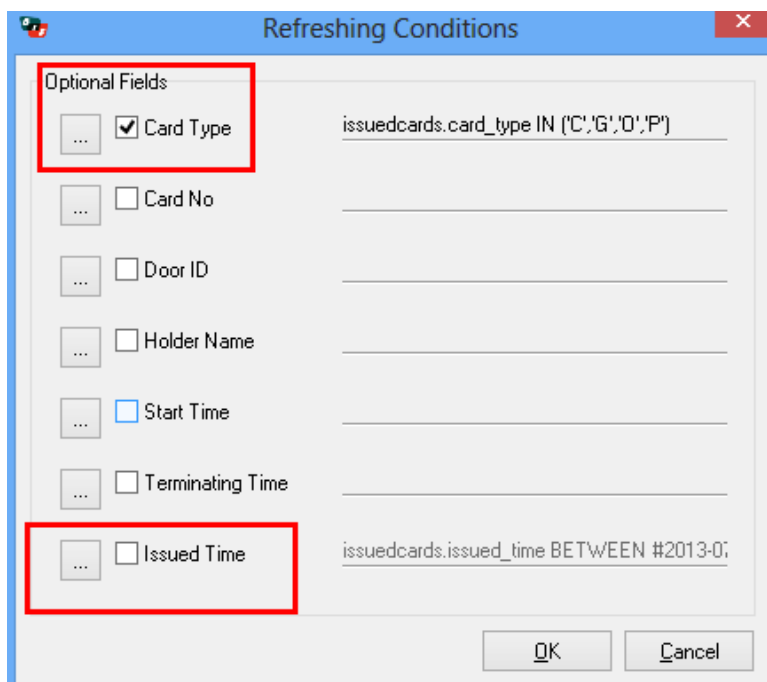 Refreshing Conditions
Optional Fields
... Card Type issuedcards.card_type IN ('C','G','O','P')
... Card No
... Door ID
... Holder Name
... Start Time
... Terminating Time
... Issued Time issuedcards.issued_time BETWEEN #2013-07
OK Cancel